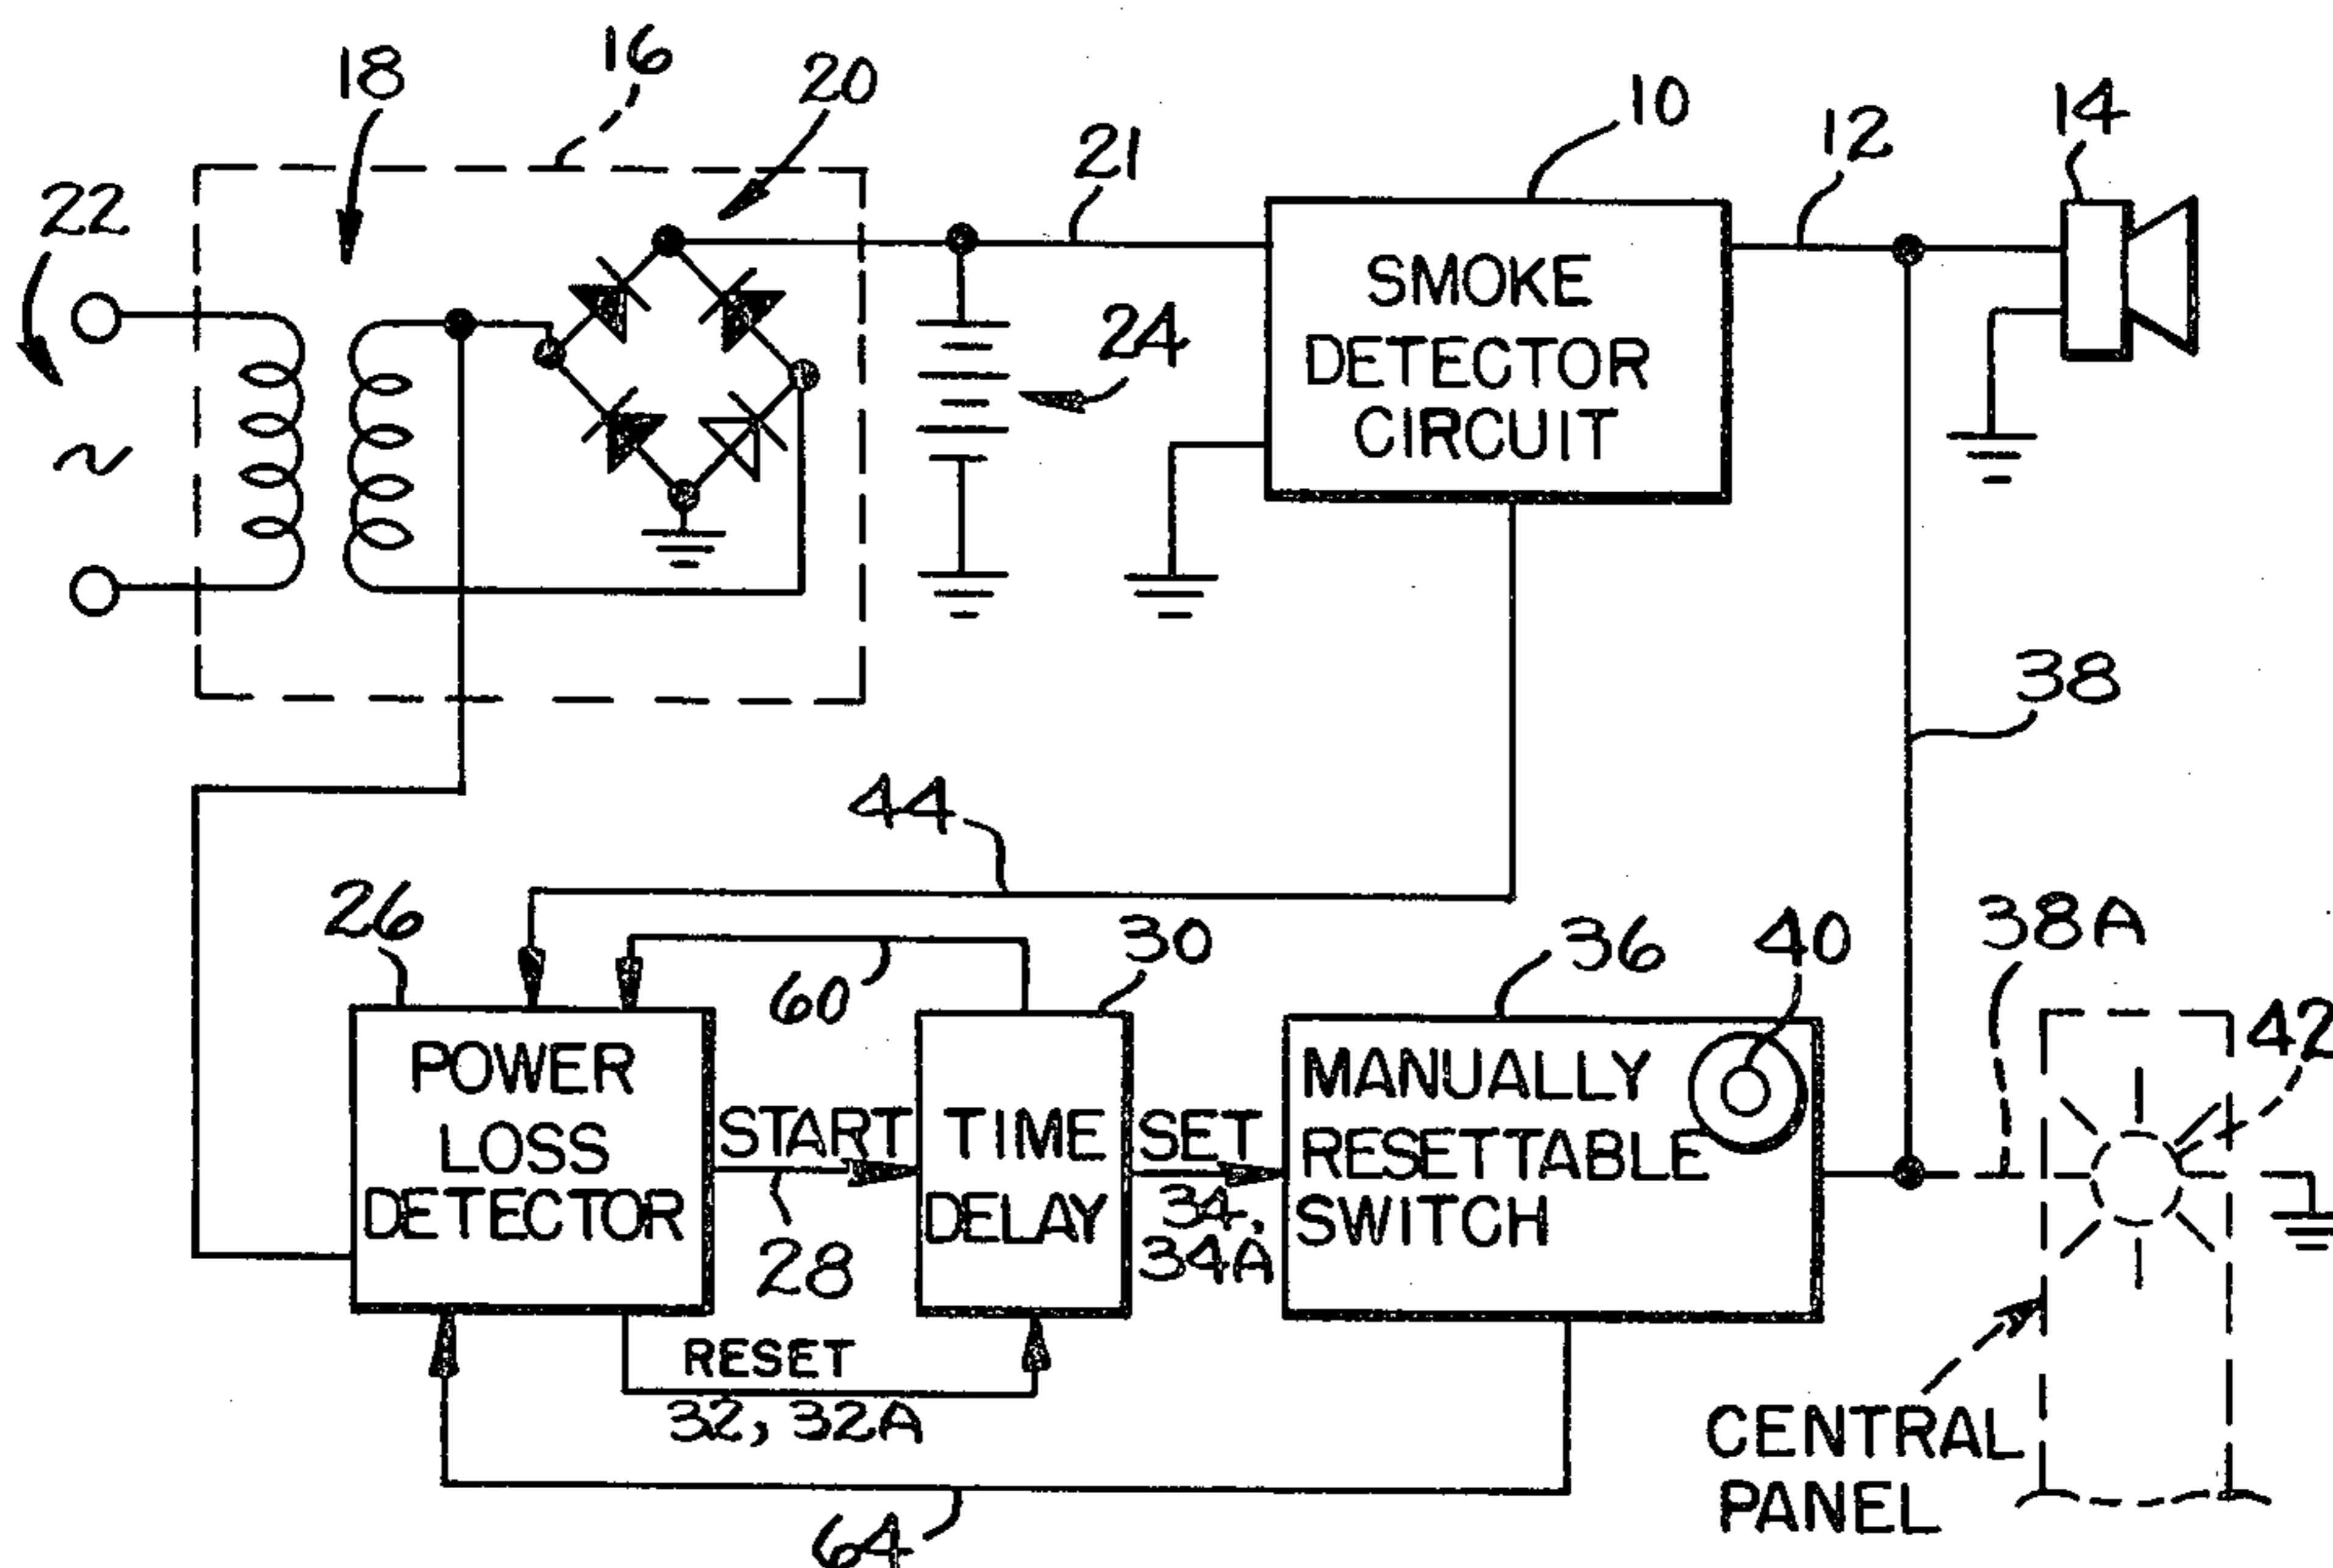 18
16
20
22
21
10
12
14
24
SMOKE
DETECTOR
CIRCUIT
38
44
26
60
30
36
40
38A
42
POWER
LOSS
DETECTOR
START
28
TIME
DELAY
SET
34,
34A
MANUALLY
RESETTABLE
SWITCH
RESET
32, 32A
64
CENTRAL
PANEL